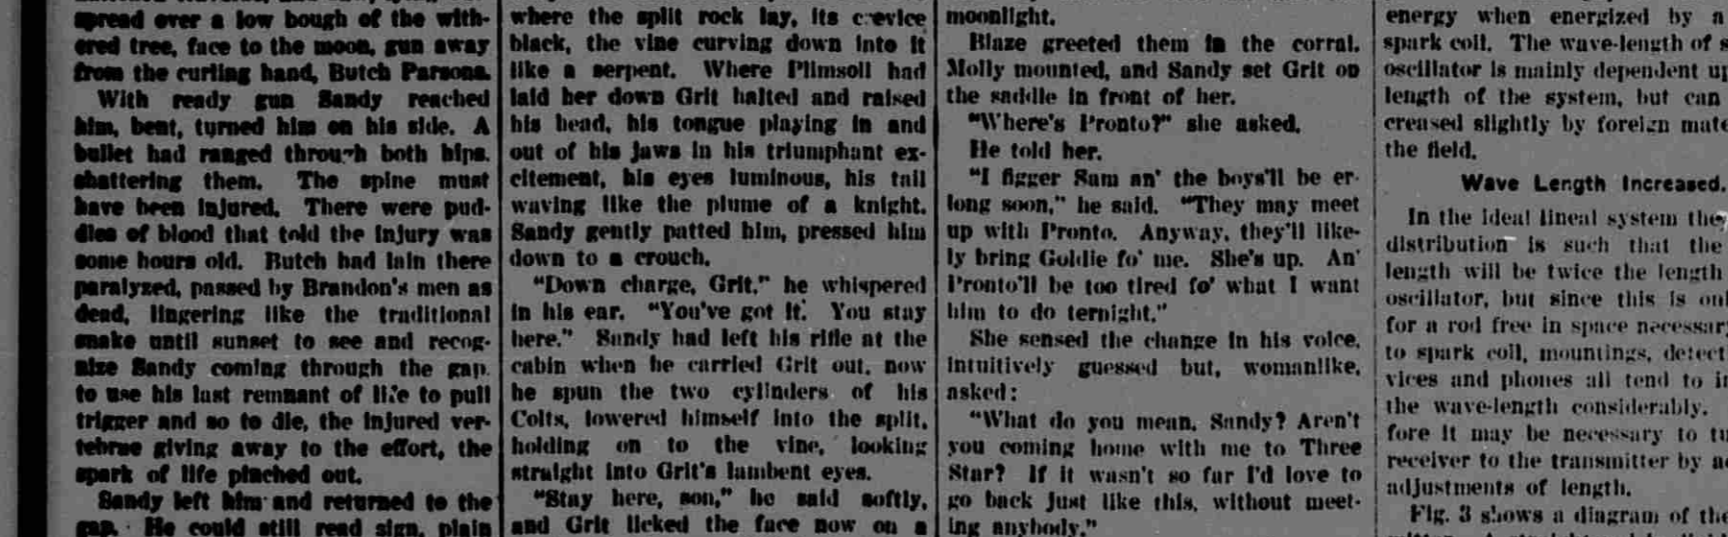 spread over a low bough of the with-
ered tree, face to the moon, gun away
from the curling hand, Butch Parsons.
With ready gun Sandy reached
him, bent, turned him on his side. A
bullet had ranged through both hips,
shattering them. The spine must
have been injured. There were pud-
dles of blood that told the injury was
some hours old. Butch had lain there
paralyzed, passed by Brandon's men as
dead, lingering like the traditional
snake until sunset to see and recog-
nize Sandy coming through the gap,
to use his last remnant of life to pull
trigger and so to die, the injured ver-
tebrae giving away to the effort, the
spark of life pinched out.
Sandy left him and returned to the
gap. He could still read sign, plain
where the split rock lay, its crevice
black, the vine curving down into it
like a serpent. Where Plimsoll had
laid her down Grit halted and raised
his head, his tongue playing in and
out of his jaws in his triumphant ex-
citement, his eyes luminous, his tail
waving like the plume of a knight.
Sandy gently patted him, pressed him
down to a crouch.
"Down charge, Grit," he whispered
in his ear. "You've got it. You stay
here." Sandy had left his rifle at the
cabin when he carried Grit out, now
he spun the two cylinders of his
Colts, lowered himself into the split,
holding on to the vine, looking
straight into Grit's lambent eyes.
"Stay here, son," he said softly,
and Grit licked the face now on a
moonlight.
Blaze greeted them in the corral.
Molly mounted, and Sandy set Grit on
the saddle in front of her.
"Where's Pronto?" she asked.
He told her.
"I figger Sam an' the boys'll be er-
long soon," he said. "They may meet
up with Pronto. Anyway, they'll like-
ly bring Goldie fo' me. She's up. An'
Pronto'll be too tired fo' what I want
him to do ternight."
She sensed the change in his voice,
intuitively guessed but, womanlike,
asked:
"What do you mean, Sandy? Aren't
you coming home with me to Three
Star? If it wasn't so far I'd love to
go back just like this, without meet-
ing anybody."
energy when energized by a
spark coil. The wave-length of
oscillator is mainly dependent
length of the system, but can
creased slightly by foreign
the field.
Wave Length Increased.
In the ideal lineal system the
distribution is such that the
length will be twice the length
oscillator, but since this is
for a rod free in space
to spark coil, mountings,
vices and phones all tend to
the wave-length considerably.
fore it may be necessary to
receiver to the transmitter by
adjustments of length.
Fig. 3 shows a diagram of the